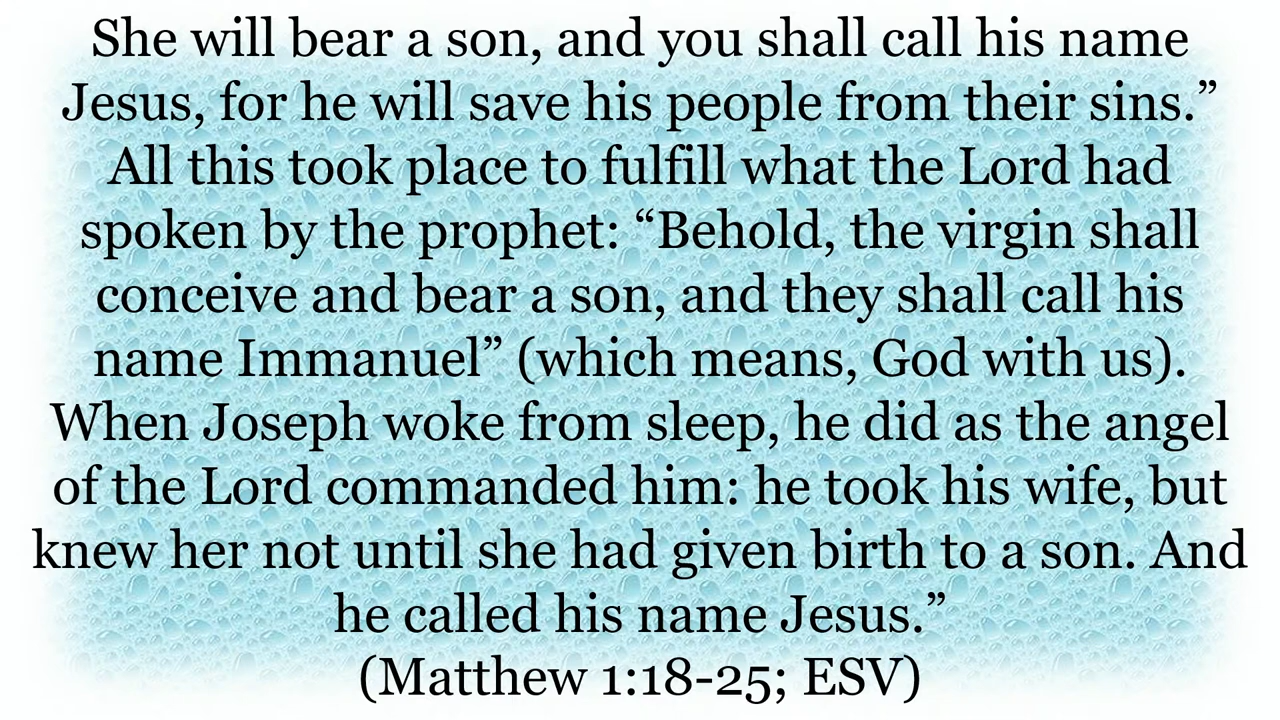 She will bear a son, and you shall call his name
Jesus, for he will save his people from their sins.”
All this took place to fulfill what the Lord had
spoken by the prophet: “Behold, the virgin shall
conceive and bear a son, and they shall call his
name Immanuel” (which means, God with us).
When Joseph woke from sleep, he did as the angel
of the Lord commanded him: he took his wife, but
knew her not until she had given birth to a son. And
he called his name Jesus.”
(Matthew 1:18-25; ESV)